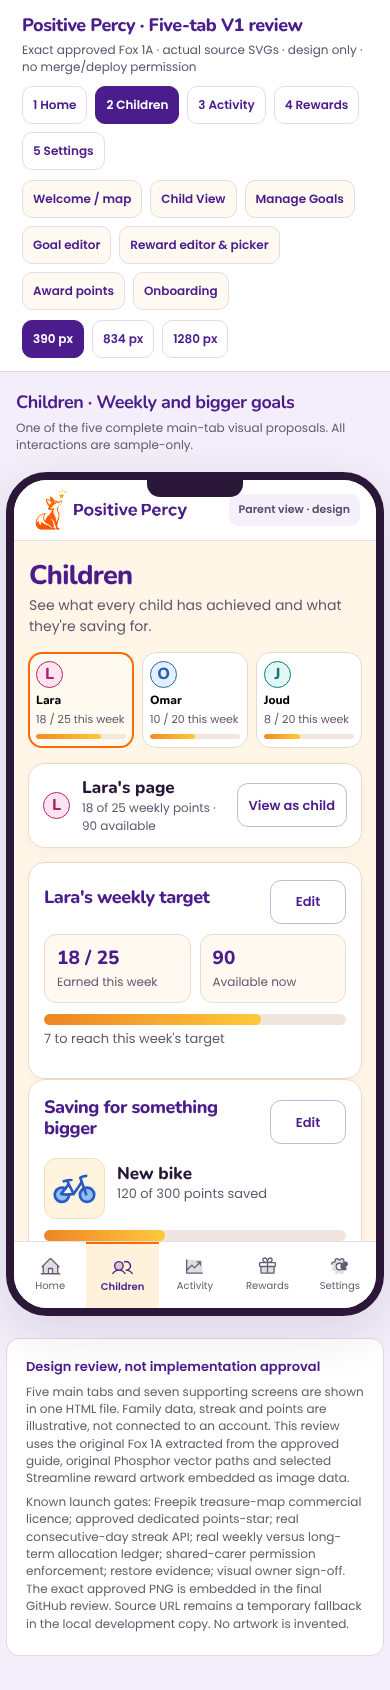 Positive Percy · Five-tab V1 review
Exact approved Fox 1A · actual source SVGs · design only ·
no merge/deploy permission
1 Home
2 Children
3 Activity
4 Rewards
5 Settings
Welcome / map
Child View
Manage Goals
Goal editor
Reward editor & picker
Award points
Onboarding
390 px
834 px
1280 px
Children · Weekly and bigger goals
One of the five complete main-tab visual proposals. All
interactions are sample-only.
Positive Percy
Parent view · design
Children
See what every child has achieved and what
they're saving for.
L
Lara
18 / 25 this week
O
Omar
10 / 20 this week
J
Joud
8 / 20 this week
L
Lara's page
18 of 25 weekly points ·
90 available
View as child
Lara's weekly target
Edit
18 / 25
Earned this week
90
Available now
7 to reach this week's target
Saving for something
bigger
Edit
New bike
120 of 300 points saved
Home
Children
Activity
Rewards
Settings
Design review, not implementation approval
Five main tabs and seven supporting screens are shown
in one HTML file. Family data, streak and points are
illustrative, not connected to an account. This review
uses the original Fox 1A extracted from the approved
guide, original Phosphor vector paths and selected
Streamline reward artwork embedded as image data.
Known launch gates: Freepik treasure-map commercial
licence; approved dedicated points-star; real
consecutive-day streak API; real weekly versus long-
term allocation ledger; shared-carer permission
enforcement; restore evidence; visual owner sign-off.
The exact approved PNG is embedded in the final
GitHub review. Source URL remains a temporary fallback
in the local development copy. No artwork is invented.